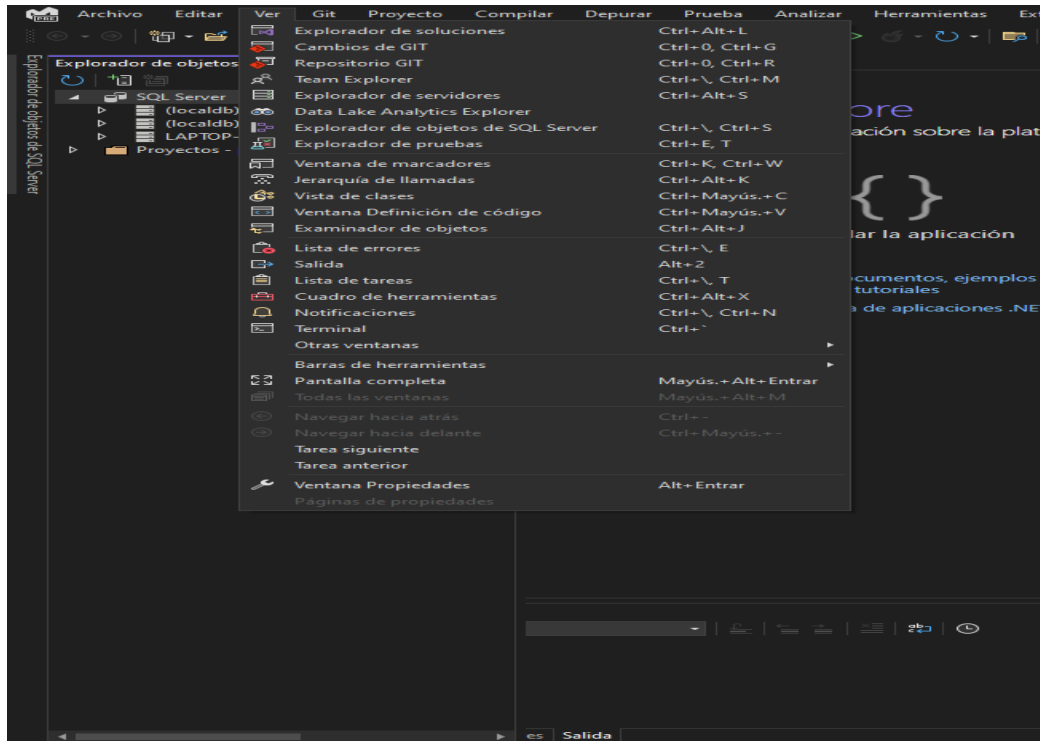 PRE Archivo Editar Ver Git Proyecto Compilar Depurar Prueba Analizar Herramientas Ex
Explorador de objetos de SQL Server
Explorador de objetos
SQL Server
(localdb)
(localdb)
LAPTOP-
Proyectos -
Explorador de soluciones Ctrl+Alt+L
Cambios de GIT Ctrl+0, Ctrl+G
Repositorio GIT Ctrl+0, Ctrl+R
Team Explorer Ctrl+\, Ctrl+M
Explorador de servidores Ctrl+Alt+S
Data Lake Analytics Explorer
Explorador de objetos de SQL Server Ctrl+\, Ctrl+S
Explorador de pruebas Ctrl+E, T
Ventana de marcadores Ctrl+K, Ctrl+W
Jerarquía de llamadas Ctrl+Alt+K
Vista de clases Ctrl+Mayús.+C
Ventana Definición de código Ctrl+Mayús.+V
Examinador de objetos Ctrl+Alt+J
Lista de errores Ctrl+\, E
Salida Alt+2
Lista de tareas Ctrl+\, T
Cuadro de herramientas Ctrl+Alt+X
Notificaciones Ctrl+\, Ctrl+N
Terminal Ctrl+`
Otras ventanas
Barras de herramientas
Pantalla completa Mayús.+Alt+Entrar
Todas las ventanas Mayús.+Alt+M
Navegar hacia atrás Ctrl+-
Navegar hacia delante Ctrl+Mayús.+-
Tarea siguiente
Tarea anterior
Ventana Propiedades Alt+Entrar
Páginas de propiedades
ore
ación sobre la plat
{ }
lar la aplicación
cumentos, ejemplos
tutoriales
de aplicaciones .NE
es Salida